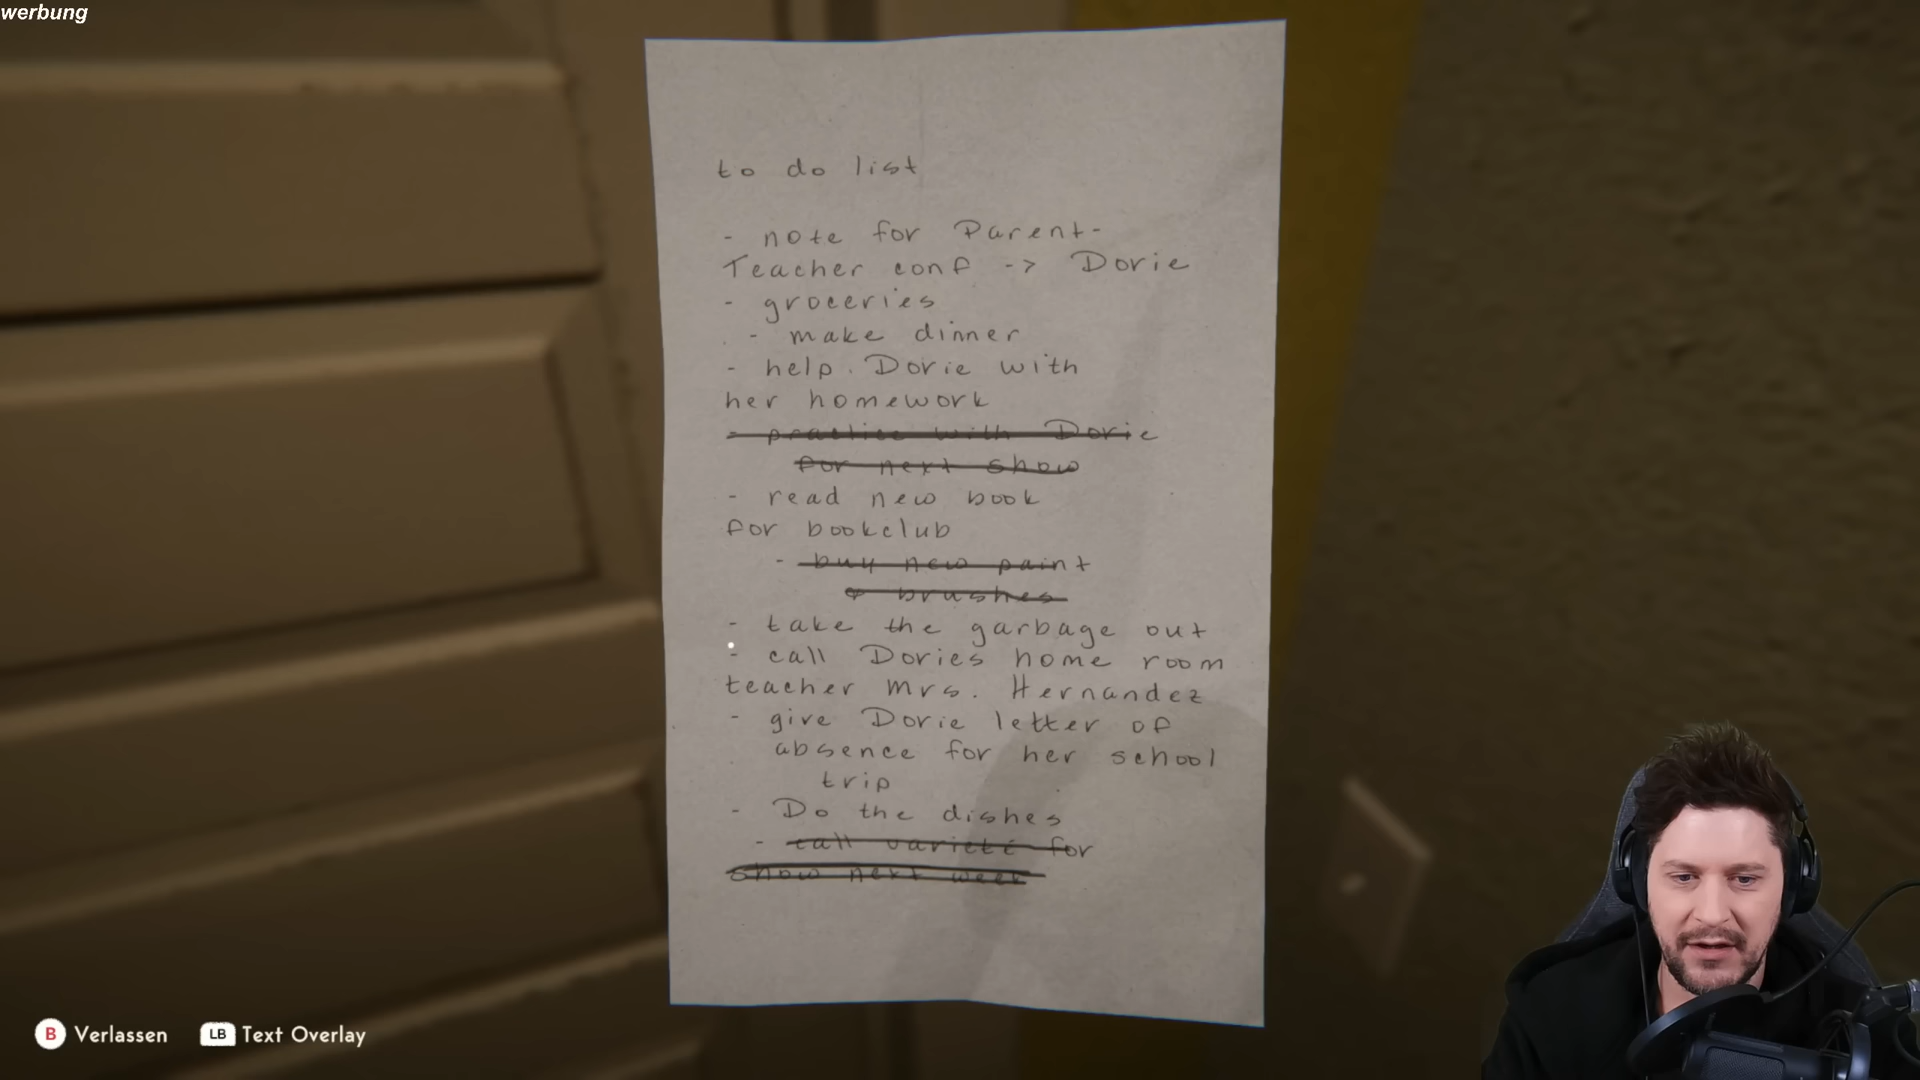 werbung
to do list
- note for Parent-
Teacher conf -> Dorie
- groceries
- make dinner
- help Dorie with
her homework
- practice with Dorie
for next show
- read new book
for bookclub
- buy new paint
& brushes
- take the garbage out
- call Dories home room
teacher Mrs. Hernandez
- give Dorie letter of
absence for her school
trip
- Do the dishes
- call varieté for
show next week
B Verlassen LB Text Overlay